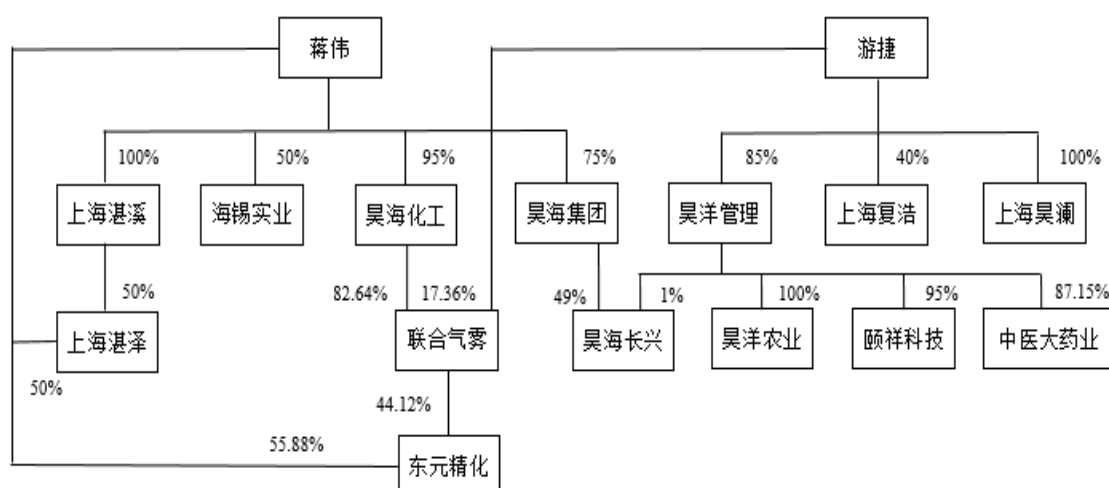 蒋伟
游捷
100%
50%
95%
75%
85%
40%
100%
上海湛溪
海锡实业
昊海化工
昊海集团
昊洋管理
上海复浩
上海昊澜
50%
82.64%
17.36%
49%
1%
100%
95%
87.15%
上海湛泽
联合气雾
昊海长兴
昊洋农业
颐祥科技
中医大药业
50%
44.12%
55.88%
东元精化